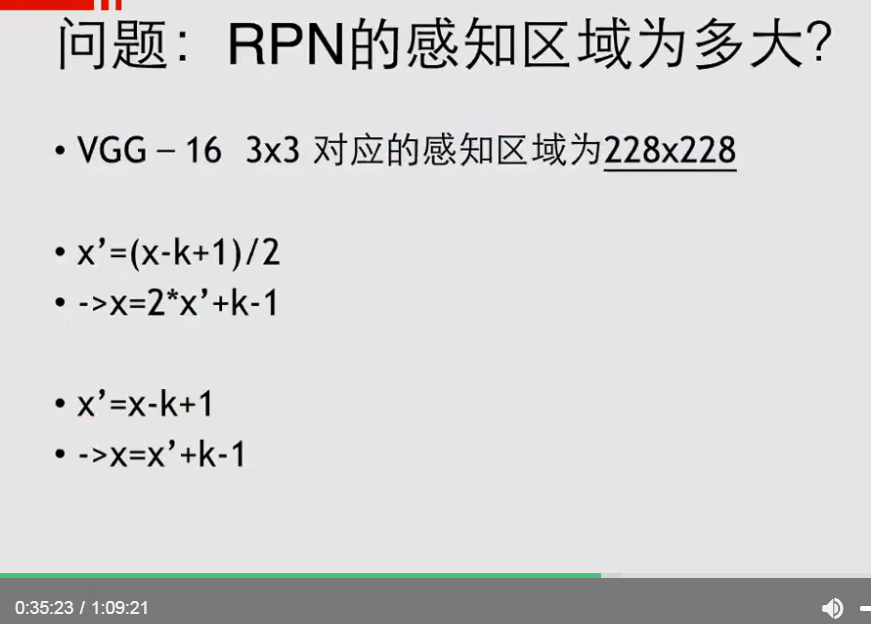 问题：RPN的感知区域为多大?
• VGG – 16 3x3 对应的感知区域为228x228
• x’=(x-k+1)/2
• ->x=2*x’+k-1
• x’=x-k+1
• ->x=x’+k-1
0:35:23 / 1:09:21